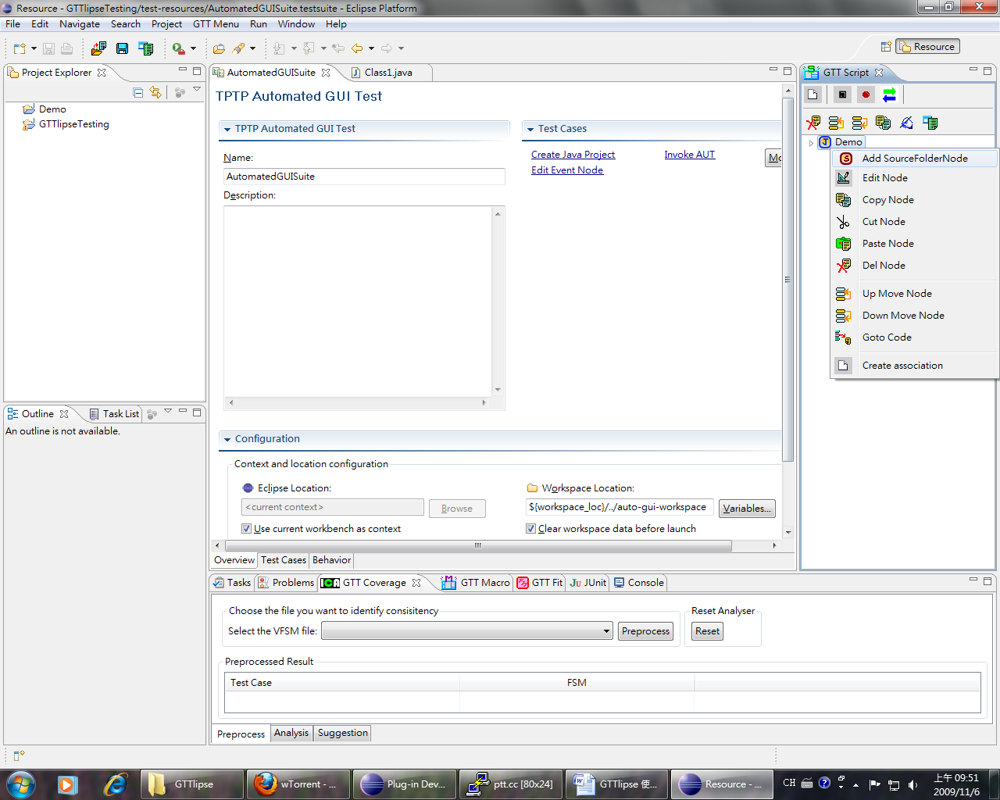 Resource - GTTlipseTesting/test-resources/AutomatedGUISuite.testsuite - Eclipse Platform
File Edit Navigate Search Project GTT Menu Run Window Help
Resource
Project Explorer
Demo
GTTlipseTesting
Outline
Task List
An outline is not available.
AutomatedGUISuite
Class1.java
TPTP Automated GUI Test
TPTP Automated GUI Test
Name:
AutomatedGUISuite
Description:
Test Cases
Create Java Project
Invoke AUT
Edit Event Node
Configuration
Context and location configuration
Eclipse Location:
<current context>
Browse
Use current workbench as context
Workspace Location:
${workspace_loc}/../auto-gui-workspace
Variables...
Clear workspace data before launch
Overview Test Cases Behavior
GTT Script
Demo
Add SourceFolderNode
Edit Node
Copy Node
Cut Node
Paste Node
Del Node
Up Move Node
Down Move Node
Goto Code
Create association
Tasks Problems GTT Coverage GTT Macro GTT Fit JUnit Console
Choose the file you want to identify consisitency
Select the VFSM file:
Preprocess
Reset Analyser
Reset
Preprocessed Result
Test Case FSM
Preprocess Analysis Suggestion
GTTlipse
wTorrent - ...
Plug-in Dev...
ptt.cc [80x24]
GTTlipse 使...
Resource - ...
CH
上午 09:51
2009/11/6